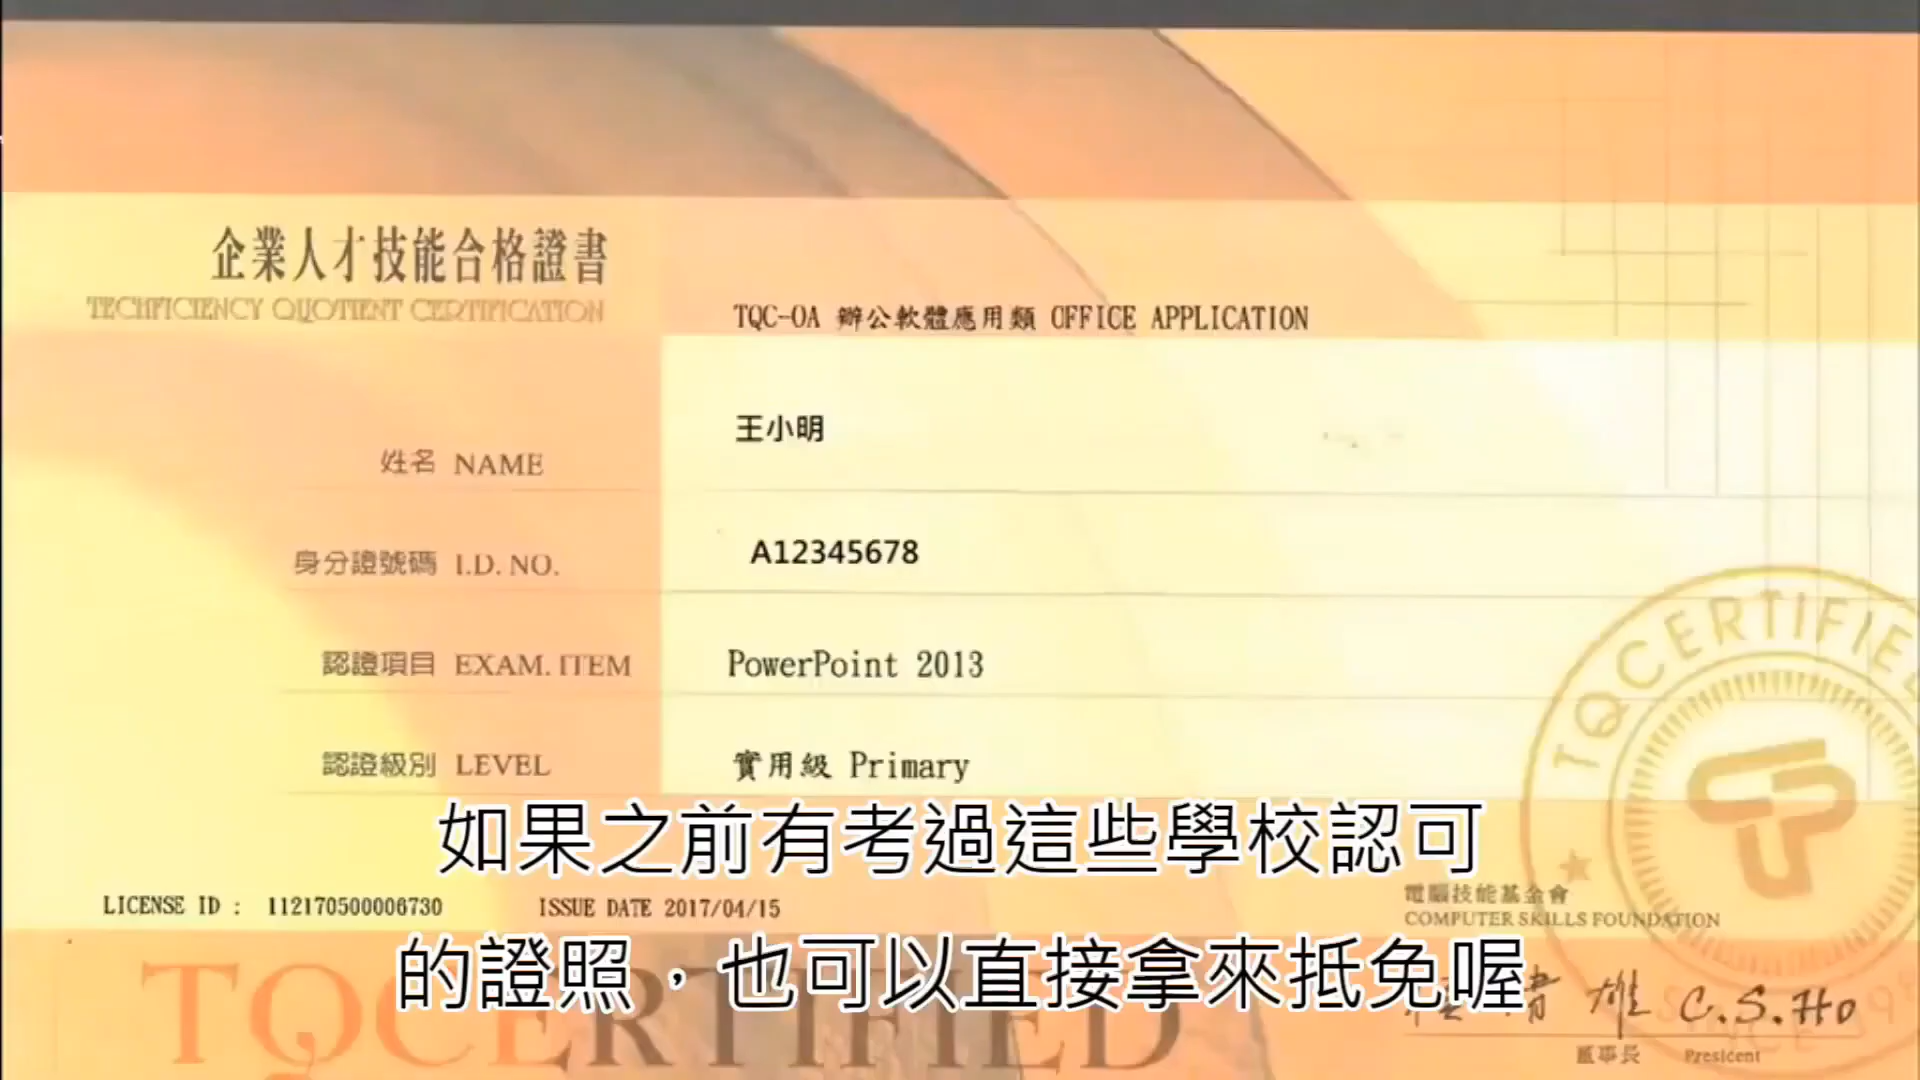 企業人才技能合格證書
TECHFICIENCY QUOTIENT CERTIFICATION
TQC-OA 辦公軟體應用類 OFFICE APPLICATION
姓名 NAME
王小明
身分證號碼 I.D. NO.
A12345678
認證項目 EXAM. ITEM
PowerPoint 2013
認證級別 LEVEL
實用級 Primary
TQCERTIFIED
如果之前有考過這些學校認可
LICENSE ID : 112170500006730
ISSUE DATE 2017/04/15
電腦技能基金會
COMPUTER SKILLS FOUNDATION
的證照，也可以直接拿來抵免喔
TQCERTIFIED
C.S.Ho
董事長 President